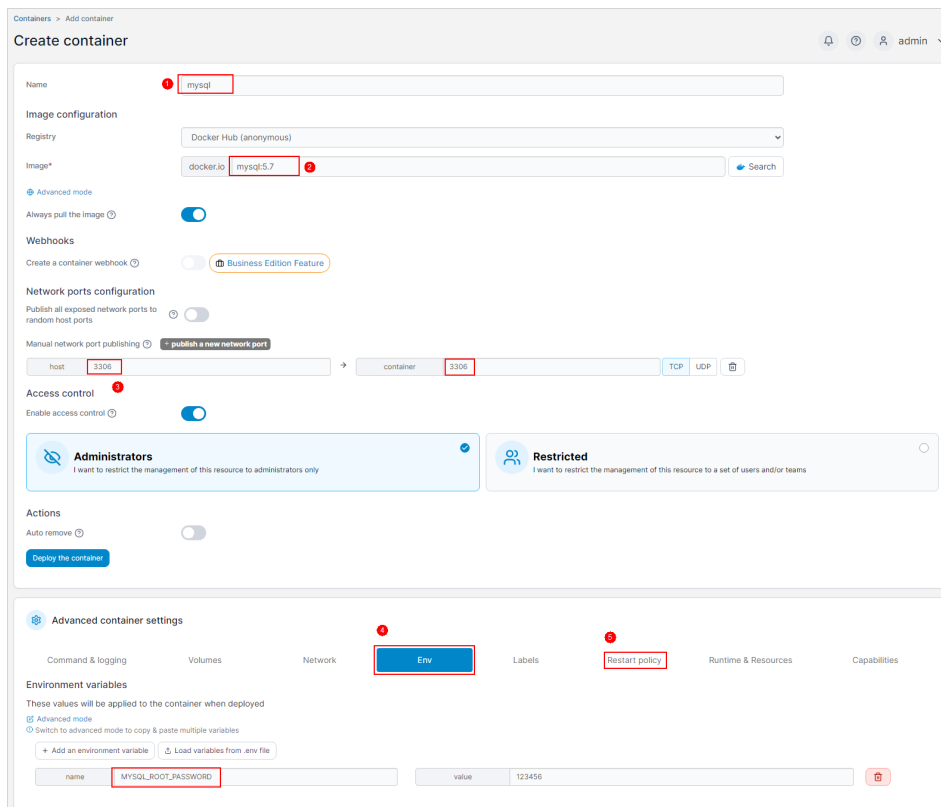 Containers > Add container
Create container
admin
Name 1 mysql
Image configuration
Registry Docker Hub (anonymous)
Image* docker.io mysql:5.7 2 Search
Advanced mode
Always pull the image
Webhooks
Create a container webhook Business Edition Feature
Network ports configuration
Publish all exposed network ports to
random host ports
Manual network port publishing + publish a new network port
host 3306 → container 3306 TCP UDP
3
Access control
Enable access control
Administrators
I want to restrict the management of this resource to administrators only
Restricted
I want to restrict the management of this resource to a set of users and/or teams
Actions
Auto remove
Deploy the container
Advanced container settings
4
5
Command & logging Volumes Network Env Labels Restart policy Runtime & Resources Capabilities
Environment variables
These values will be applied to the container when deployed
Advanced mode
Switch to advanced mode to copy & paste multiple variables
+ Add an environment variable Load variables from .env file
name MYSQL_ROOT_PASSWORD value 123456